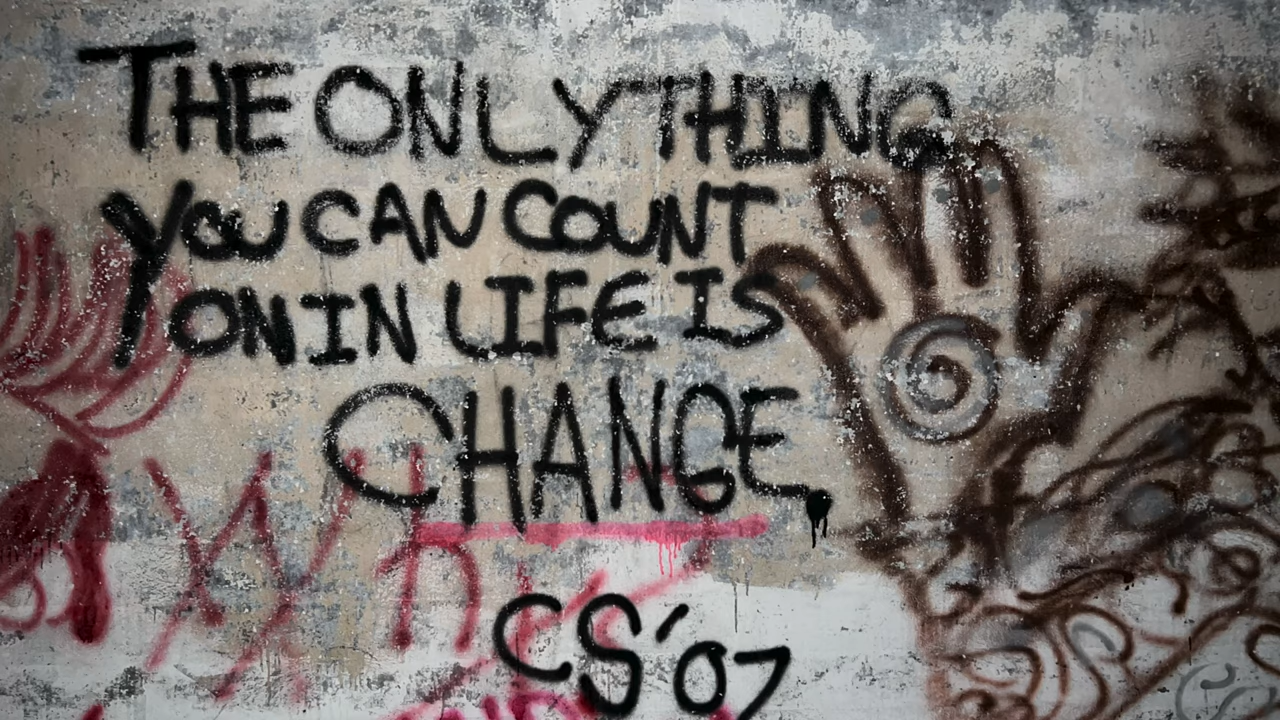 THE ONLY THING
YOU CAN COUNT
ON IN LIFE IS
CHANGE.
CS '07